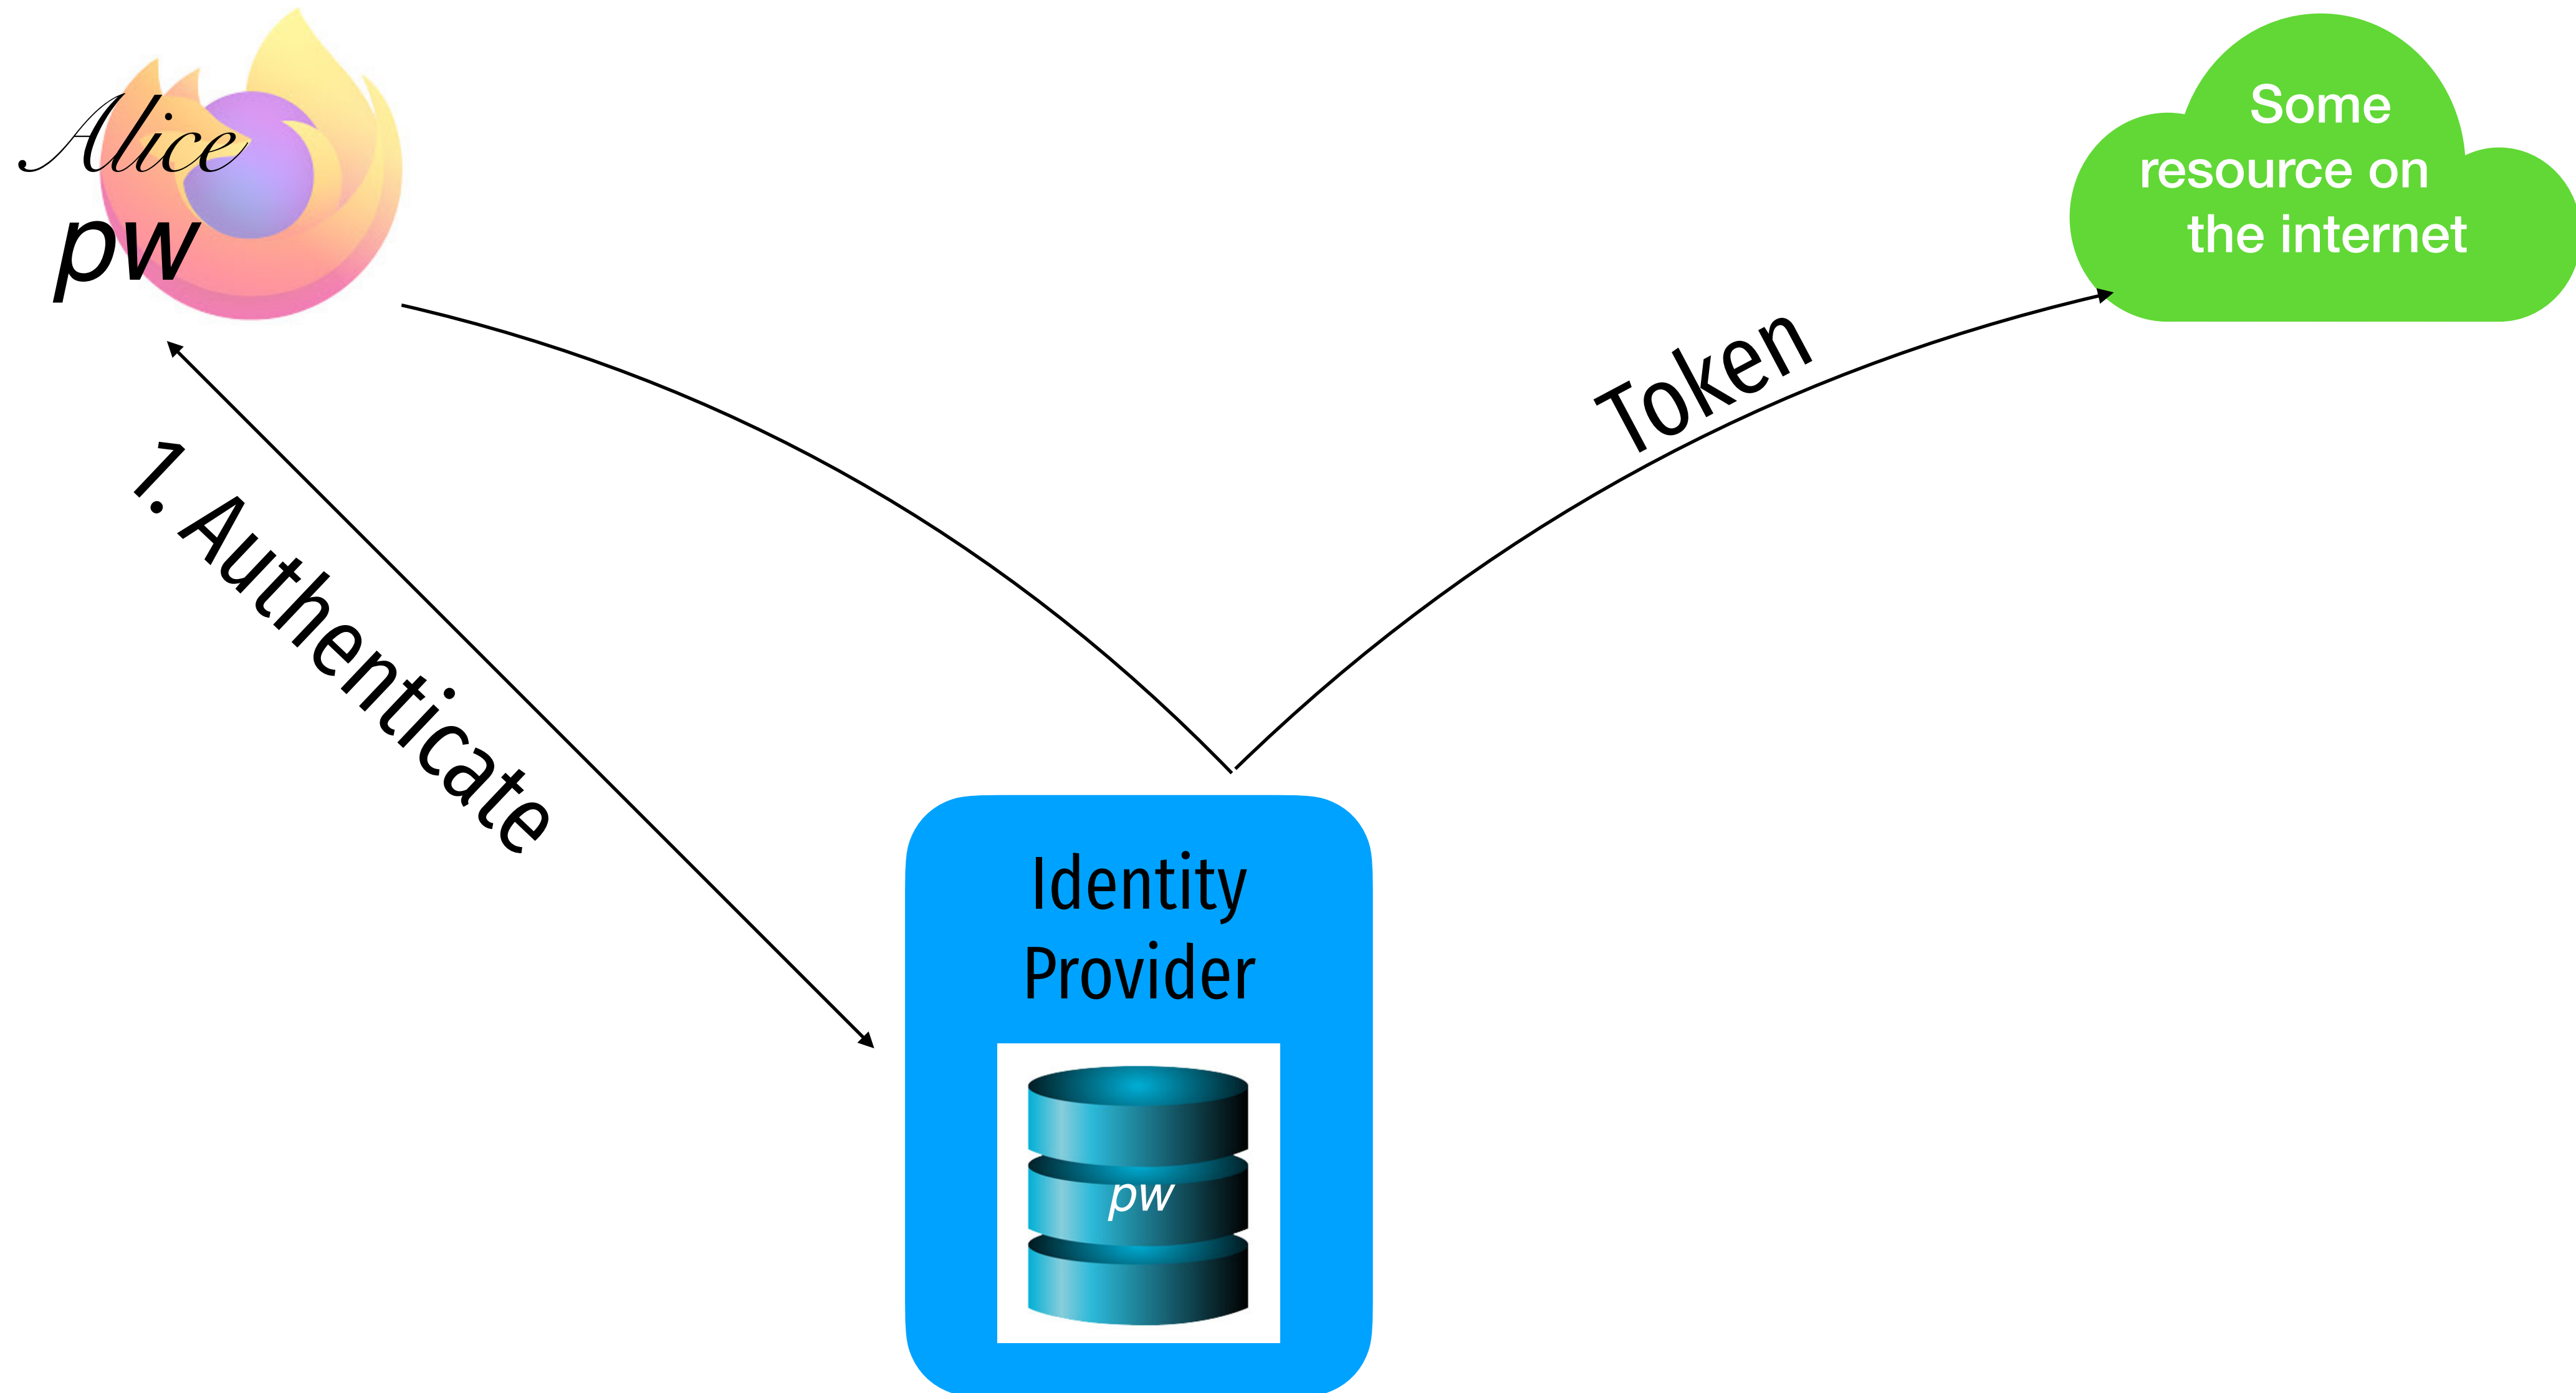 Alice
pw
Some
resource on
the internet
Token
1. Authenticate
Identity
Provider
pw